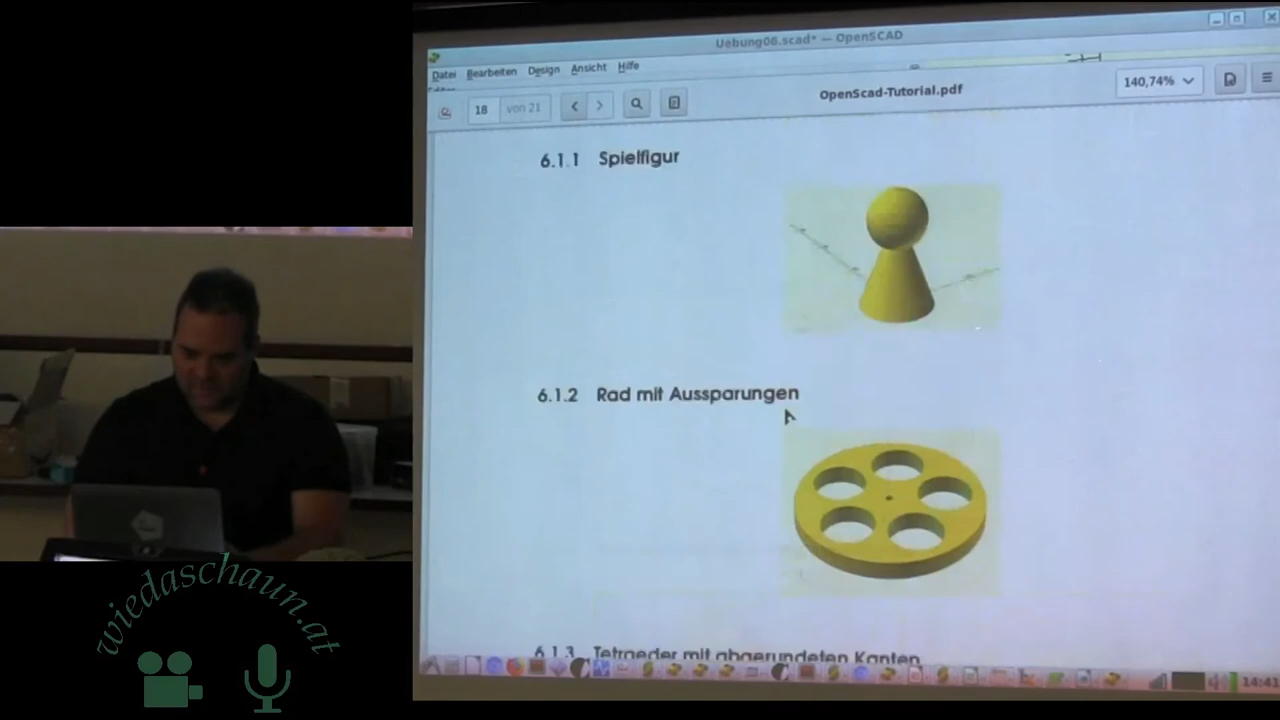 Uebung06.scad* — OpenSCAD
Datei Bearbeiten Design Ansicht Hilfe
18 von 21
OpenScad-Tutorial.pdf
140,74%
6.1.1 Spielfigur
6.1.2 Rad mit Aussparungen
6.1.3 Tetraeder mit abgerundeten Kanten
14:41
wiedaschaun.at